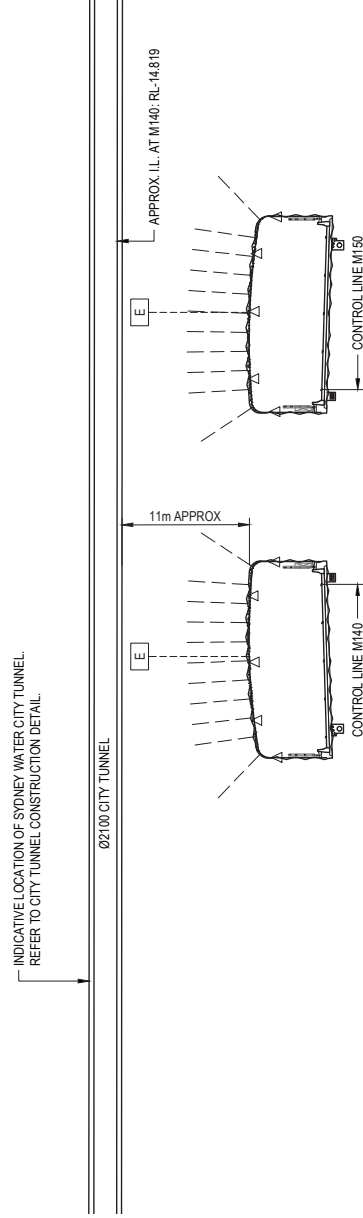 INDICATIVE LOCATION OF SYDNEY WATER CITY TUNNEL.
REFER TO CITY TUNNEL CONSTRUCTION DETAIL.
Ø2100 CITY TUNNEL
APPROX. I.L. AT M140: RL-14.819
E
E
11m APPROX
CONTROL LINE M140
CONTROL LINE M150